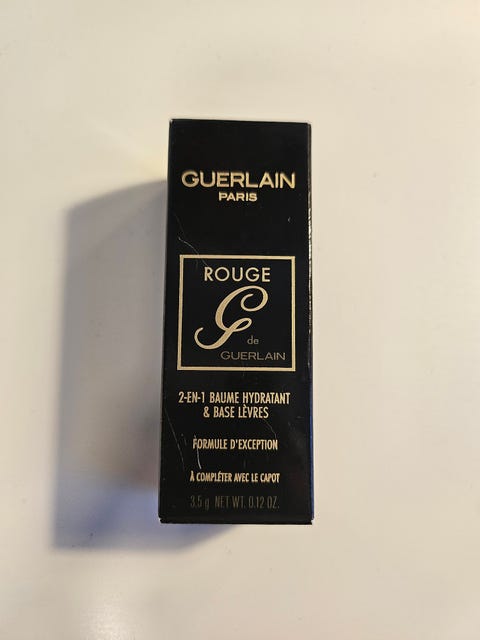 GUERLAIN
PARIS
ROUGE
G
de
GUERLAIN
2-EN-1 BAUME HYDRATANT
& BASE LÈVRES
FORMULE D'EXCEPTION
À COMPLÉTER AVEC LE CAPOT
3.5 g NET WT. 0.12 OZ.